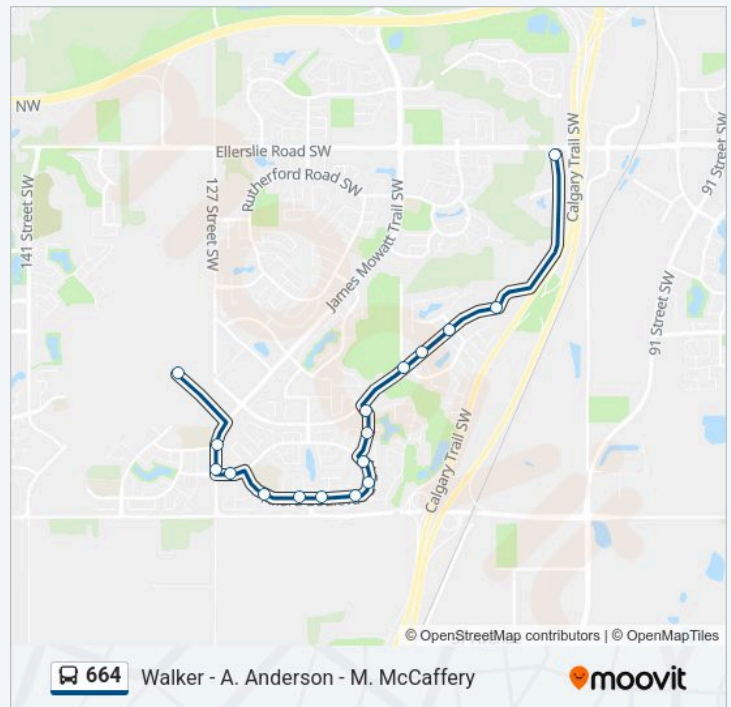 NW
Ellerslie Road SW
Rutherford Road SW
141 Street SW
127 Street SW
James Mowatt Trail SW
Calgary Trail SW
91 Street SW
91 Street SW
Calgary Trail SW
© OpenStreetMap contributors | © OpenMapTiles
664 Walker - A. Anderson - M. McCaffery
moovit